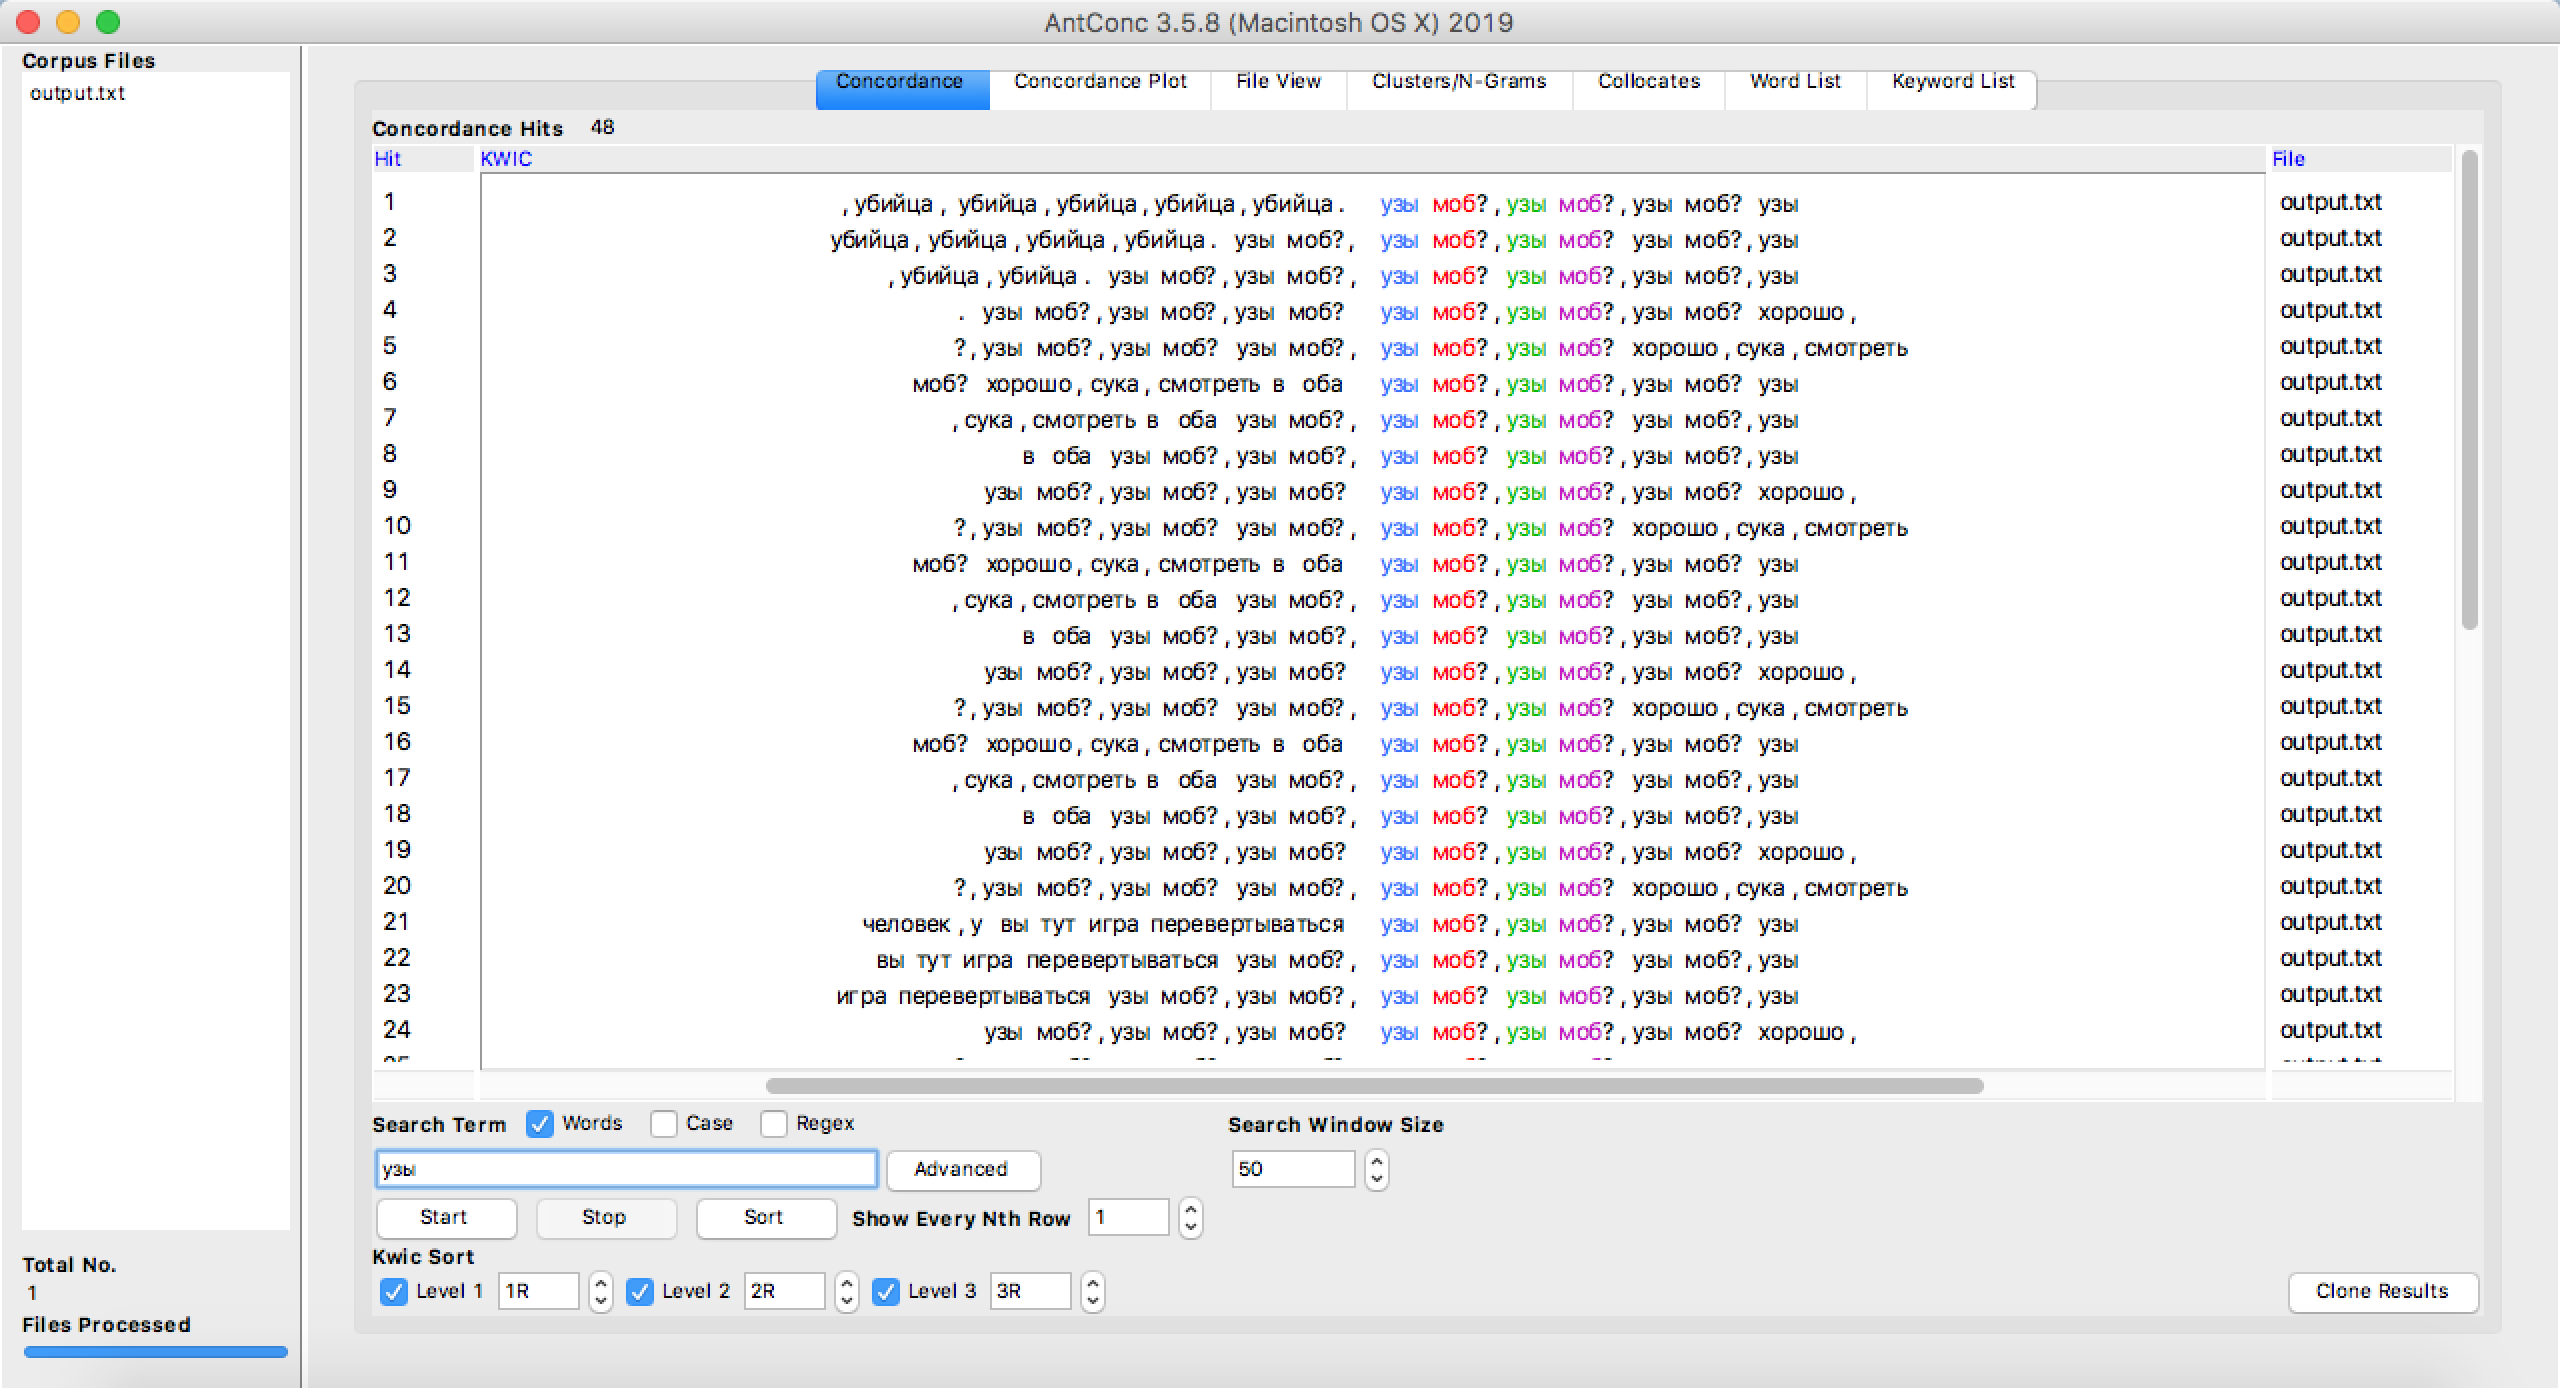 AntConc 3.5.8 (Macintosh OS X) 2019
Corpus Files
output.txt
Concordance Concordance Plot File View Clusters/N-Grams Collocates Word List Keyword List
Concordance Hits 48
Hit KWIC File
1 ,убийца, убийца,убийца,убийца,убийца. узы моб?,узы моб?,узы моб? узы output.txt
2 убийца,убийца,убийца,убийца. узы моб?, узы моб?,узы моб? узы моб?,узы output.txt
3 ,убийца,убийца. узы моб?,узы моб?, узы моб? узы моб?,узы моб?,узы output.txt
4 . узы моб?,узы моб?,узы моб? узы моб?,узы моб?,узы моб? хорошо, output.txt
5 ?,узы моб?,узы моб? узы моб?, узы моб?,узы моб? хорошо,сука,смотреть output.txt
6 моб? хорошо,сука,смотреть в оба узы моб?,узы моб?,узы моб? узы output.txt
7 ,сука,смотреть в оба узы моб?, узы моб?,узы моб? узы моб?,узы output.txt
8 в оба узы моб?,узы моб?, узы моб? узы моб?,узы моб?,узы output.txt
9 узы моб?,узы моб?,узы моб? узы моб?,узы моб?,узы моб? хорошо, output.txt
10 ?,узы моб?,узы моб? узы моб?, узы моб?,узы моб? хорошо,сука,смотреть output.txt
11 моб? хорошо,сука,смотреть в оба узы моб?,узы моб?,узы моб? узы output.txt
12 ,сука,смотреть в оба узы моб?, узы моб?,узы моб? узы моб?,узы output.txt
13 в оба узы моб?,узы моб?, узы моб? узы моб?,узы моб?,узы output.txt
14 узы моб?,узы моб?,узы моб? узы моб?,узы моб?,узы моб? хорошо, output.txt
15 ?,узы моб?,узы моб? узы моб?, узы моб?,узы моб? хорошо,сука,смотреть output.txt
16 моб? хорошо,сука,смотреть в оба узы моб?,узы моб?,узы моб? узы output.txt
17 ,сука,смотреть в оба узы моб?, узы моб?,узы моб? узы моб?,узы output.txt
18 в оба узы моб?,узы моб?, узы моб? узы моб?,узы моб?,узы output.txt
19 узы моб?,узы моб?,узы моб? узы моб?,узы моб?,узы моб? хорошо, output.txt
20 ?,узы моб?,узы моб? узы моб?, узы моб?,узы моб? хорошо,сука,смотреть output.txt
21 человек,у вы тут игра перевертываться узы моб?,узы моб?,узы моб? узы output.txt
22 вы тут игра перевертываться узы моб?, узы моб?,узы моб? узы моб?,узы output.txt
23 игра перевертываться узы моб?,узы моб?, узы моб? узы моб?,узы моб?,узы output.txt
24 узы моб?,узы моб?,узы моб? узы моб?,узы моб?,узы моб? хорошо, output.txt
Search Term Words Case Regex Search Window Size
узы Advanced 50
Start Stop Sort Show Every Nth Row 1
Kwic Sort
Level 1 1R Level 2 2R Level 3 3R Clone Results
Total No.
1
Files Processed